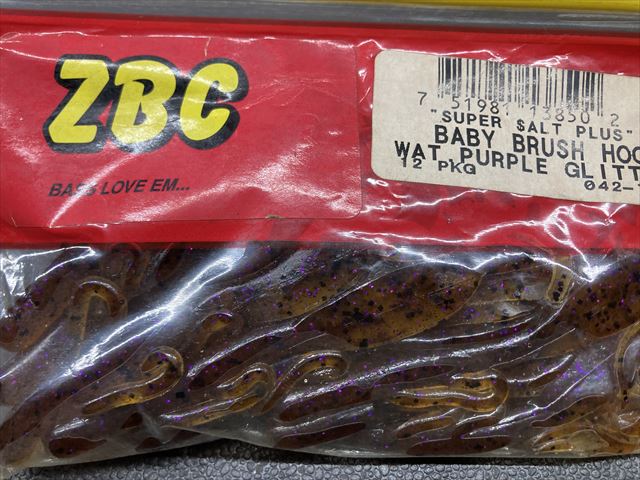 ZBC
BASS LOVE EM...
7 51981 13850 2
"SUPER $ALT PLUS"
BABY BRUSH HOG
WAT PURPLE GLITT
12 PKG
042-